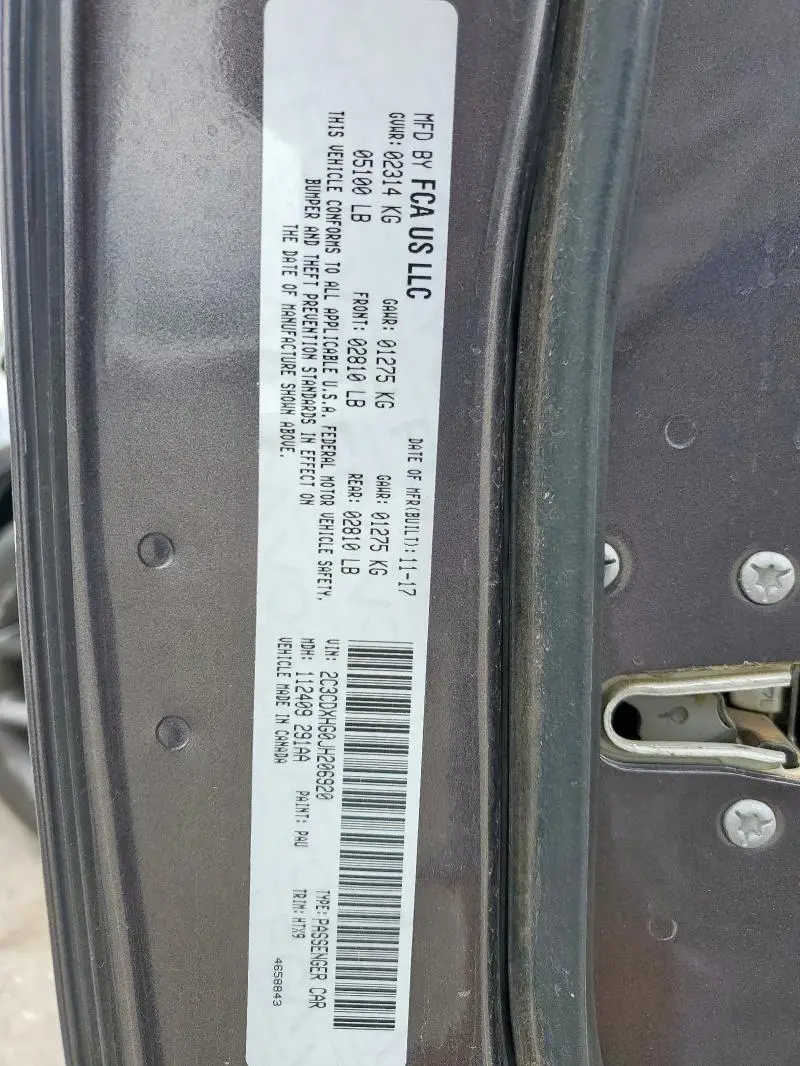 MFD BY FCA US LLC
DATE OF MFR(BUILT): 11-17
GVWR: 02314 KG GAWR: 01275 KG GAWR: 01275 KG
05100 LB FRONT: 02810 LB REAR: 02810 LB
THIS VEHICLE CONFORMS TO ALL APPLICABLE U.S.A. FEDERAL MOTOR VEHICLE SAFETY,
BUMPER AND THEFT PREVENTION STANDARDS IN EFFECT ON
THE DATE OF MANUFACTURE SHOWN ABOVE.
VIN: 2C3CDXHG0JH206920
TYPE: PASSENGER CAR
MDH: 112409 291AA PAINT: PAU TRIM: HTX9
VEHICLE MADE IN CANADA
4658843